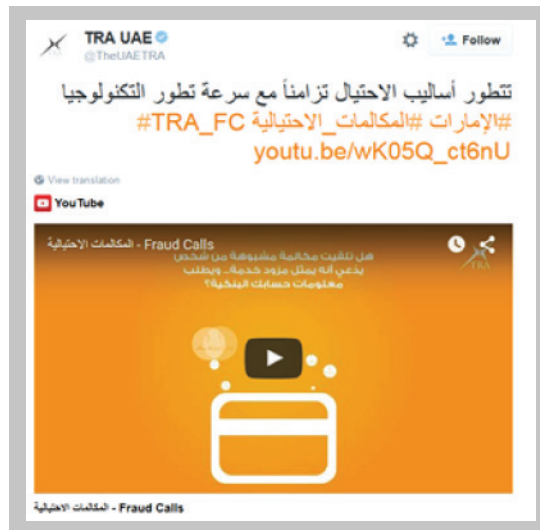 TRA UAE
@TheUAETRA
Follow
تتطور أساليب الاحتيال تزامناً مع سرعة تطور التكنولوجيا
#الإمارات #المكالمات_الاحتيالية TRA_FC#
youtu.be/wK05Q_ct6nU
View translation
YouTube
المكالمات الاحتيالية - Fraud Calls
هل تلقيت مكالمة مشبوهة من شخص
يدعي أنه يمثل مزود خدمة.. ويطلب
معلومات حسابك البنكية؟
TRA
المكالمات الاحتيالية - Fraud Calls